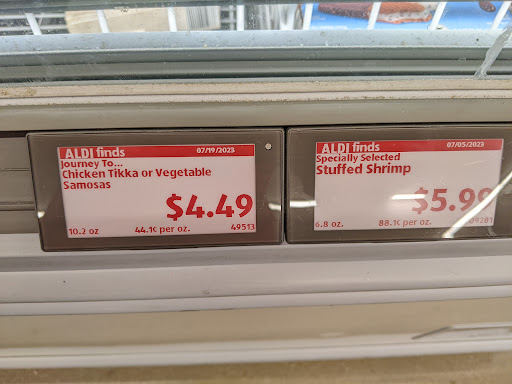 ALDI finds 07/19/2023
Journey To...
Chicken Tikka or Vegetable
Samosas
$4.49
10.2 oz 44.1¢ per oz. 49513
ALDI finds 07/05/2023
Specially Selected
Stuffed Shrimp
$5.99
6.8 oz. 88.1¢ per oz.